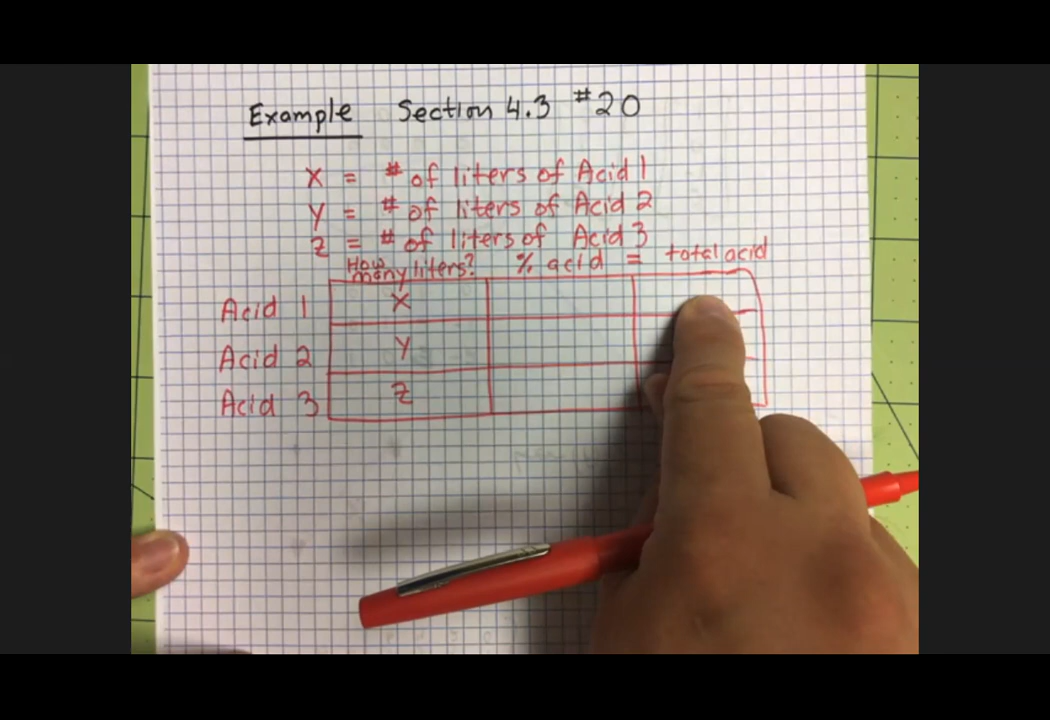 Example Section 4.3 #20
X = # of liters of Acid 1
Y = # of liters of Acid 2
Z = # of liters of Acid 3
How many liters? % acid = total acid
Acid 1 X
Acid 2 Y
Acid 3 Z